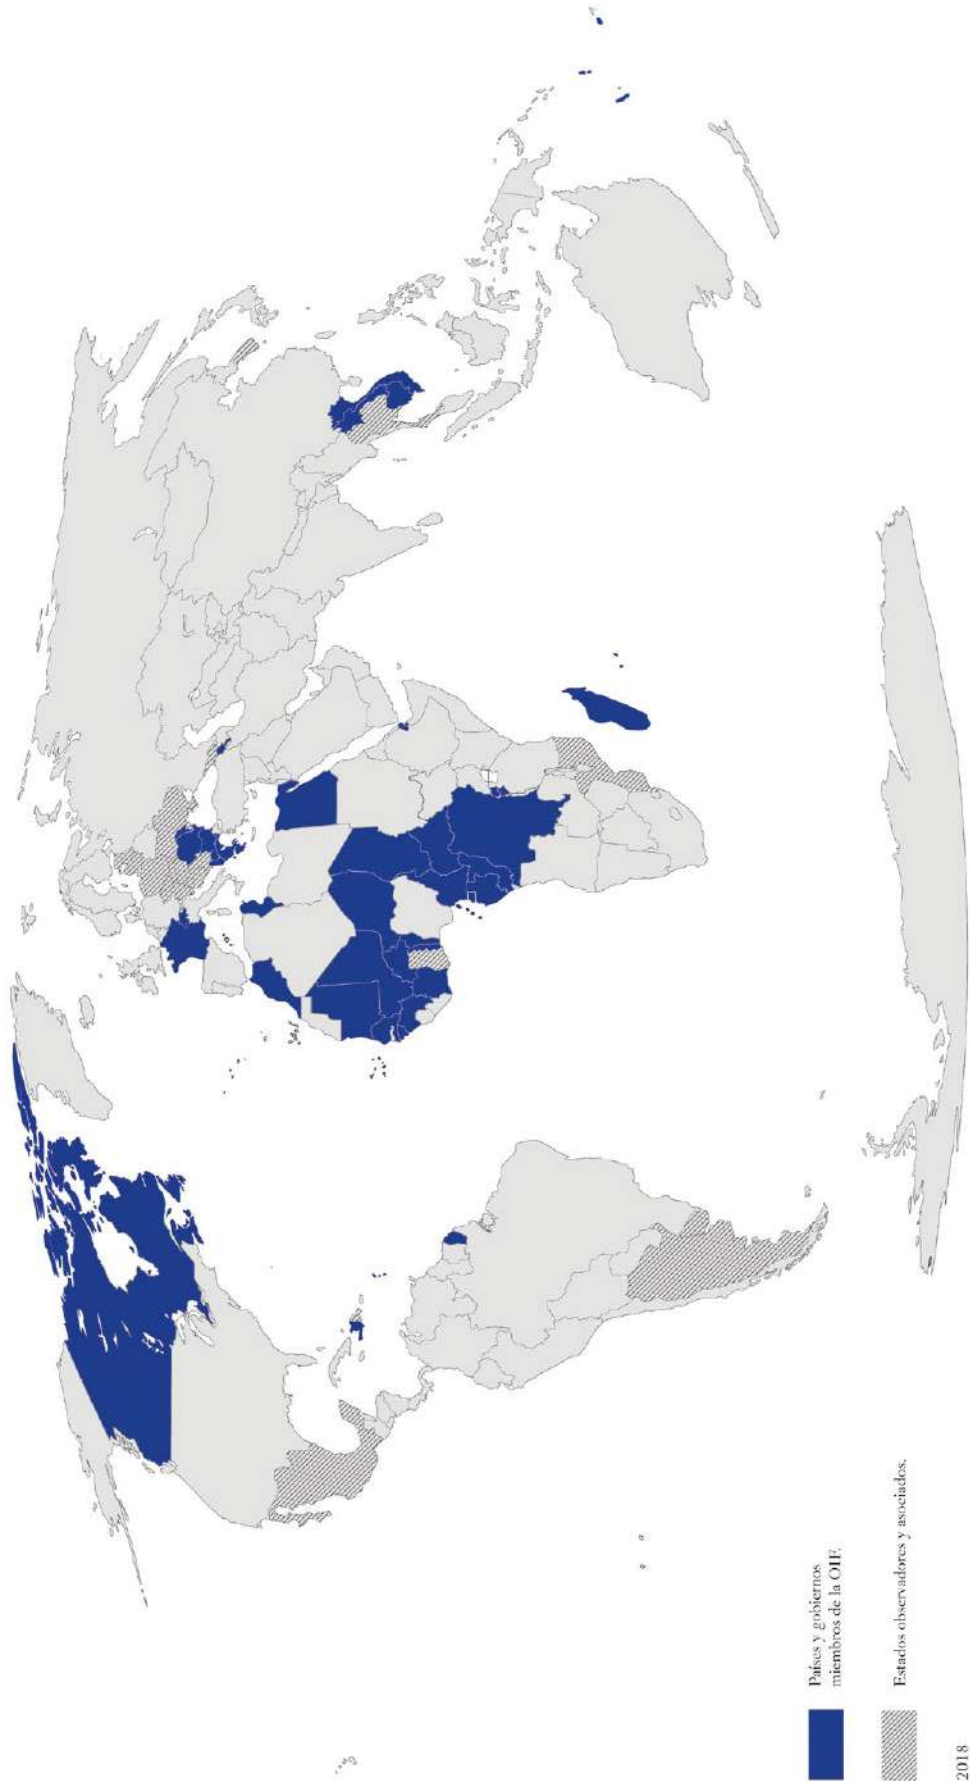 Países y gobiernos
miembros de la OIF.
Estados observadores y asociados.
2018